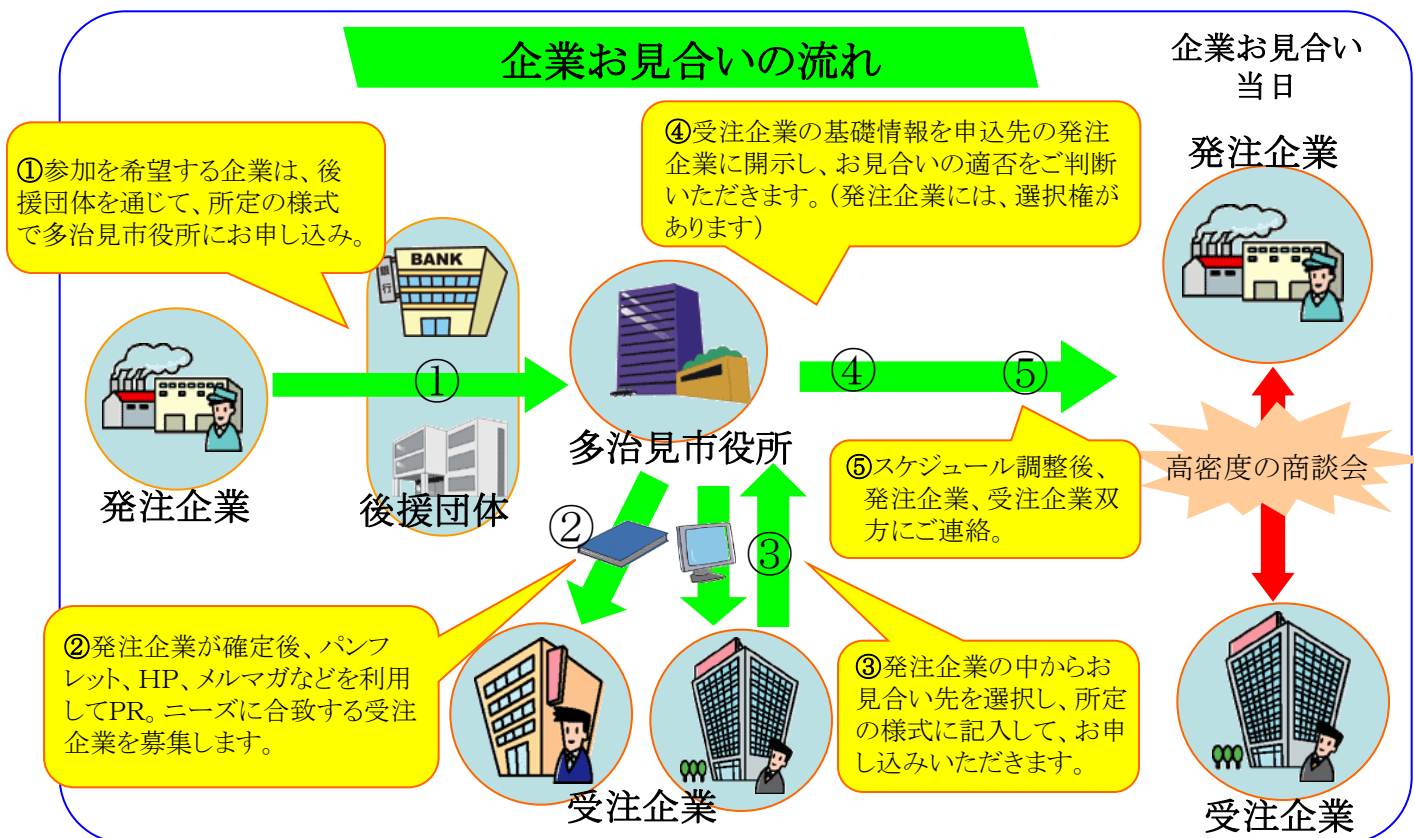 企業お見合いの流れ
企業お見合い
当日
①参加を希望する企業は、後
援団体を通じて、所定の様式
で多治見市役所にお申し込み。
④受注企業の基礎情報を申込先の発注
企業に開示し、お見合いの適否をご判断
いただきます。(発注企業には、選択権が
あります)
発注企業
BANK
銀行
①
④
⑤
発注企業
後援団体
多治見市役所
⑤スケジュール調整後、
発注企業、受注企業双
方にご連絡。
高密度の商談会
②
③
②発注企業が確定後、パンフ
レット、HP、メルマガなどを利用
してPR。ニーズに合致する受注
企業を募集します。
③発注企業の中からお
見合い先を選択し、所定
の様式に記入して、お申
し込みいただきます。
受注企業
受注企業